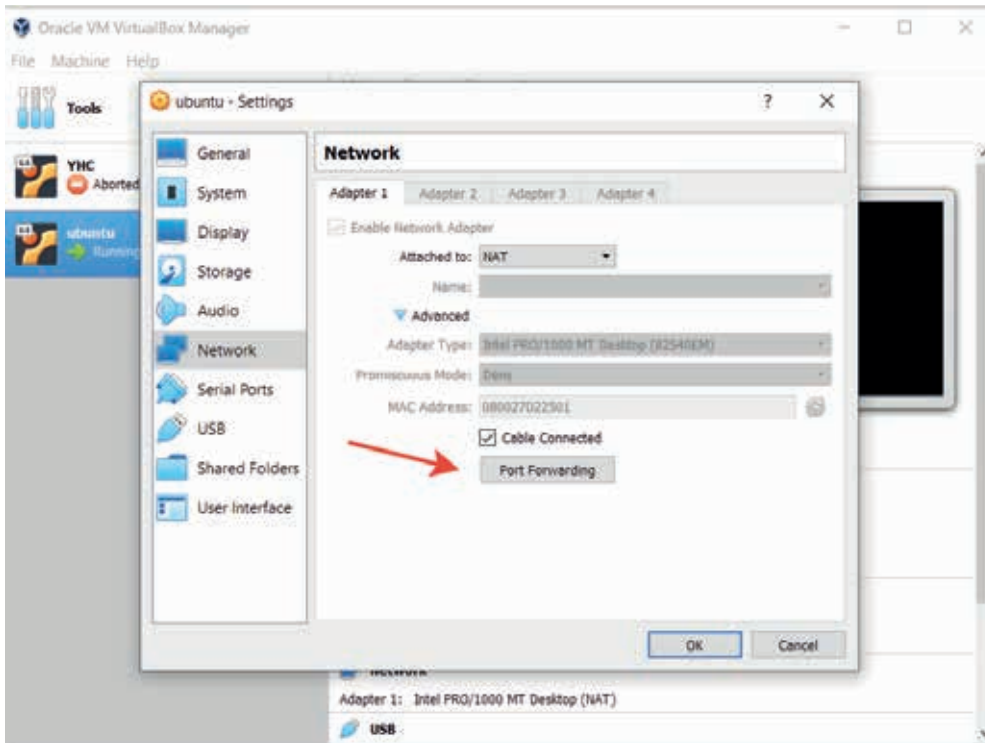 Oracle VM VirtualBox Manager
File Machine Help
Tools
YHC
Aborted
ubuntu
Running
ubuntu - Settings
?
General
System
Display
Storage
Audio
Network
Serial Ports
USB
Shared Folders
User Interface
Network
Adapter 1 Adapter 2 Adapter 3 Adapter 4
Enable Network Adapter
Attached to: NAT
Name:
Advanced
Adapter Type: Intel PRO/1000 MT Desktop (82540EM)
Promiscuous Mode: Deny
MAC Address: 080027022501
Cable Connected
Port Forwarding
OK Cancel
Network
Adapter 1: Intel PRO/1000 MT Desktop (NAT)
USB